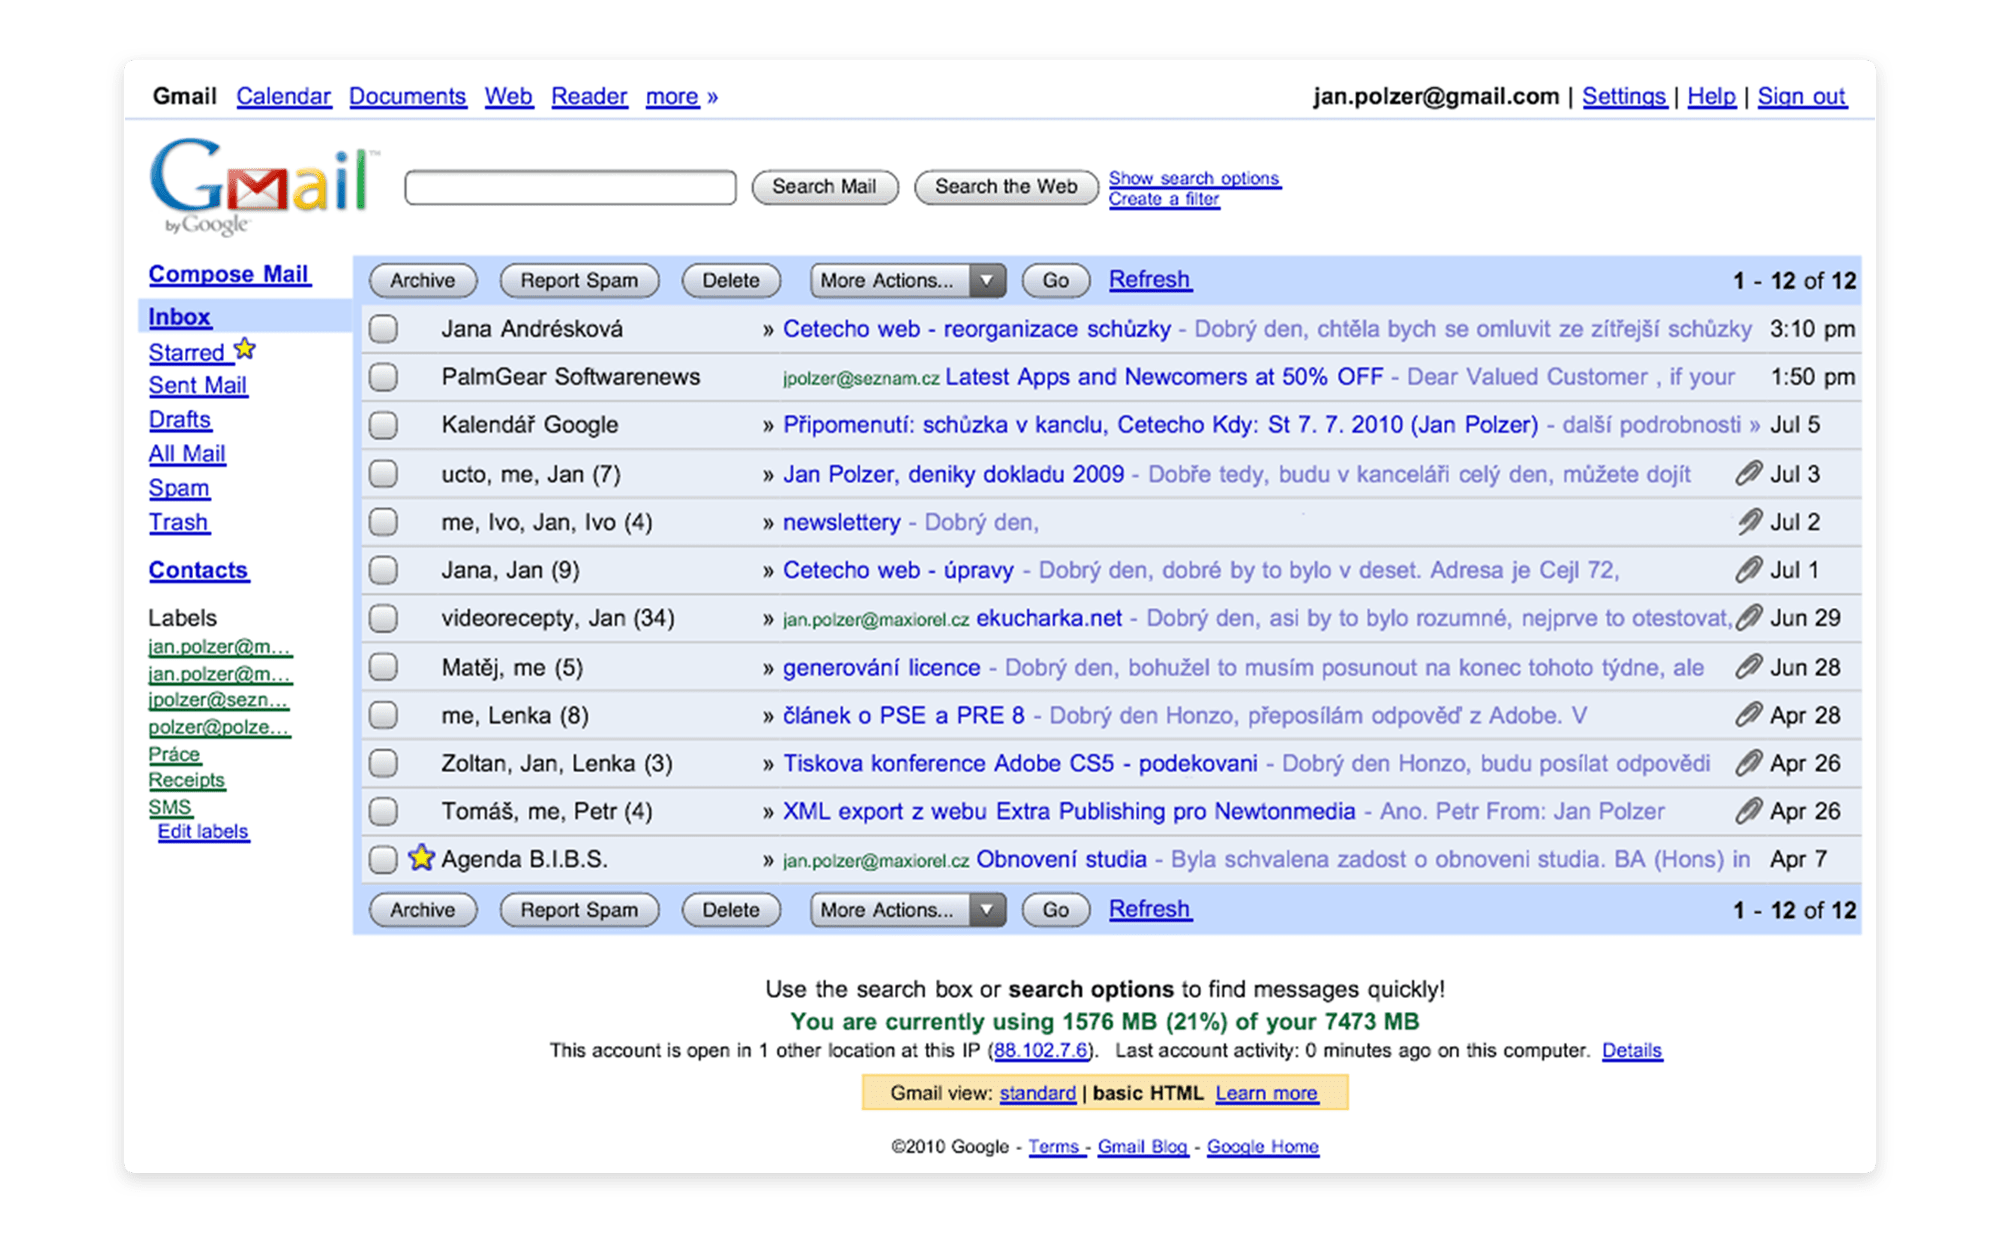 Gmail Calendar Documents Web Reader more » jan.polzer@gmail.com | Settings | Help | Sign out
Gmail™
by Google™
Search Mail Search the Web Show search options
Create a filter
Compose Mail
Inbox
Starred
Sent Mail
Drafts
All Mail
Spam
Trash
Contacts
Labels
jan.polzer@m...
jan.polzer@m...
jpolzer@sezn...
polzer@polze...
Práce
Receipts
SMS
Edit labels
Archive Report Spam Delete More Actions... Go Refresh 1 - 12 of 12
Jana Andrésková » Cetecho web - reorganizace schůzky - Dobrý den, chtěla bych se omluvit ze zítřejší schůzky 3:10 pm
PalmGear Softwarenews jpolzer@seznam.cz Latest Apps and Newcomers at 50% OFF - Dear Valued Customer , if your 1:50 pm
Kalendář Google » Připomenutí: schůzka v kanclu, Cetecho Kdy: St 7. 7. 2010 (Jan Polzer) - další podrobnosti » Jul 5
ucto, me, Jan (7) » Jan Polzer, deniky dokladu 2009 - Dobře tedy, budu v kanceláři celý den, můžete dojít Jul 3
me, Ivo, Jan, Ivo (4) » newslettery - Dobrý den, Jul 2
Jana, Jan (9) » Cetecho web - úpravy - Dobrý den, dobré by to bylo v deset. Adresa je Cejl 72, Jul 1
videorecepty, Jan (34) » jan.polzer@maxiorel.cz ekucharka.net - Dobrý den, asi by to bylo rozumné, nejprve to otestovat, Jun 29
Matěj, me (5) » generování licence - Dobrý den, bohužel to musím posunout na konec tohoto týdne, ale Jun 28
me, Lenka (8) » článek o PSE a PRE 8 - Dobrý den Honzo, přeposílám odpověď z Adobe. V Apr 28
Zoltan, Jan, Lenka (3) » Tiskova konference Adobe CS5 - podekovani - Dobrý den Honzo, budu posílat odpovědi Apr 26
Tomáš, me, Petr (4) » XML export z webu Extra Publishing pro Newtonmedia - Ano. Petr From: Jan Polzer Apr 26
Agenda B.I.B.S. » jan.polzer@maxiorel.cz Obnovení studia - Byla schvalena zadost o obnoveni studia. BA (Hons) in Apr 7
Archive Report Spam Delete More Actions... Go Refresh 1 - 12 of 12
Use the search box or search options to find messages quickly!
You are currently using 1576 MB (21%) of your 7473 MB
This account is open in 1 other location at this IP (88.102.7.6). Last account activity: 0 minutes ago on this computer. Details
Gmail view: standard | basic HTML Learn more
©2010 Google - Terms - Gmail Blog - Google Home